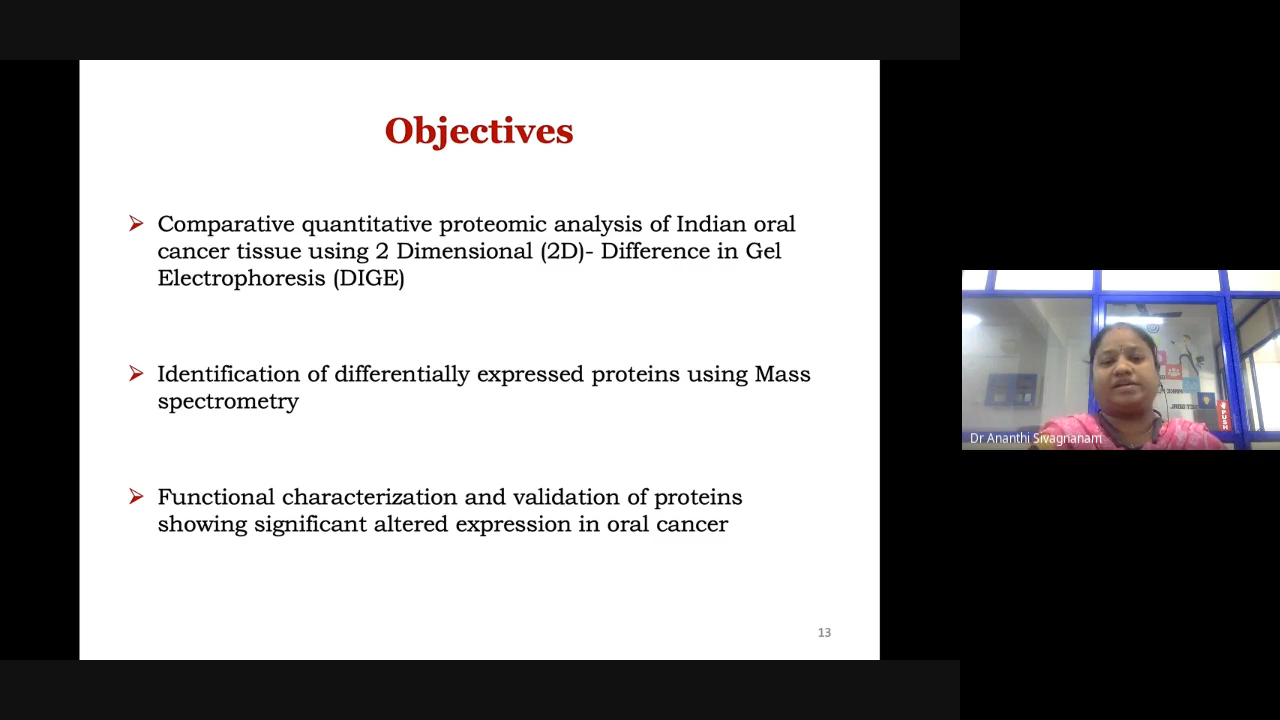 Objectives
➢ Comparative quantitative proteomic analysis of Indian oral
cancer tissue using 2 Dimensional (2D)- Difference in Gel
Electrophoresis (DIGE)
➢ Identification of differentially expressed proteins using Mass
spectrometry
➢ Functional characterization and validation of proteins
showing significant altered expression in oral cancer
13
Dr Ananthi Sivagnanam
PUSH